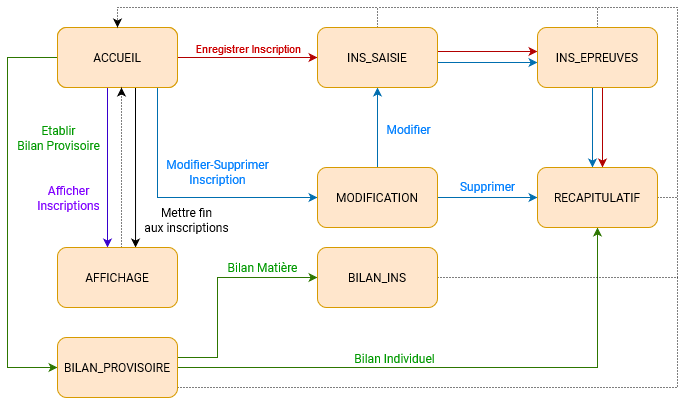 Enregistrer Inscription
ACCUEIL
INS_SAISIE
INS_EPREUVES
Etablir
Bilan Provisoire
Modifier
Modifier-Supprimer
Inscription
Supprimer
Afficher
Inscriptions
MODIFICATION
RECAPITULATIF
Mettre fin
aux inscriptions
Bilan Matière
AFFICHAGE
BILAN_INS
Bilan Individuel
BILAN_PROVISOIRE